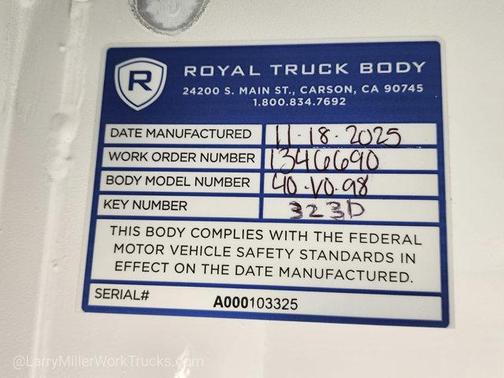 R
ROYAL TRUCK BODY
24200 S. MAIN ST., CARSON, CA 90745
1.800.834.7692
DATE MANUFACTURED 11-18-2025
WORK ORDER NUMBER 1346690
BODY MODEL NUMBER 40-VO-98
KEY NUMBER 323D
THIS BODY COMPLIES WITH THE FEDERAL
MOTOR VEHICLE SAFETY STANDARDS IN
EFFECT ON THE DATE MANUFACTURED.
SERIAL# A000103325
@LarryMillerWorkTrucks.com